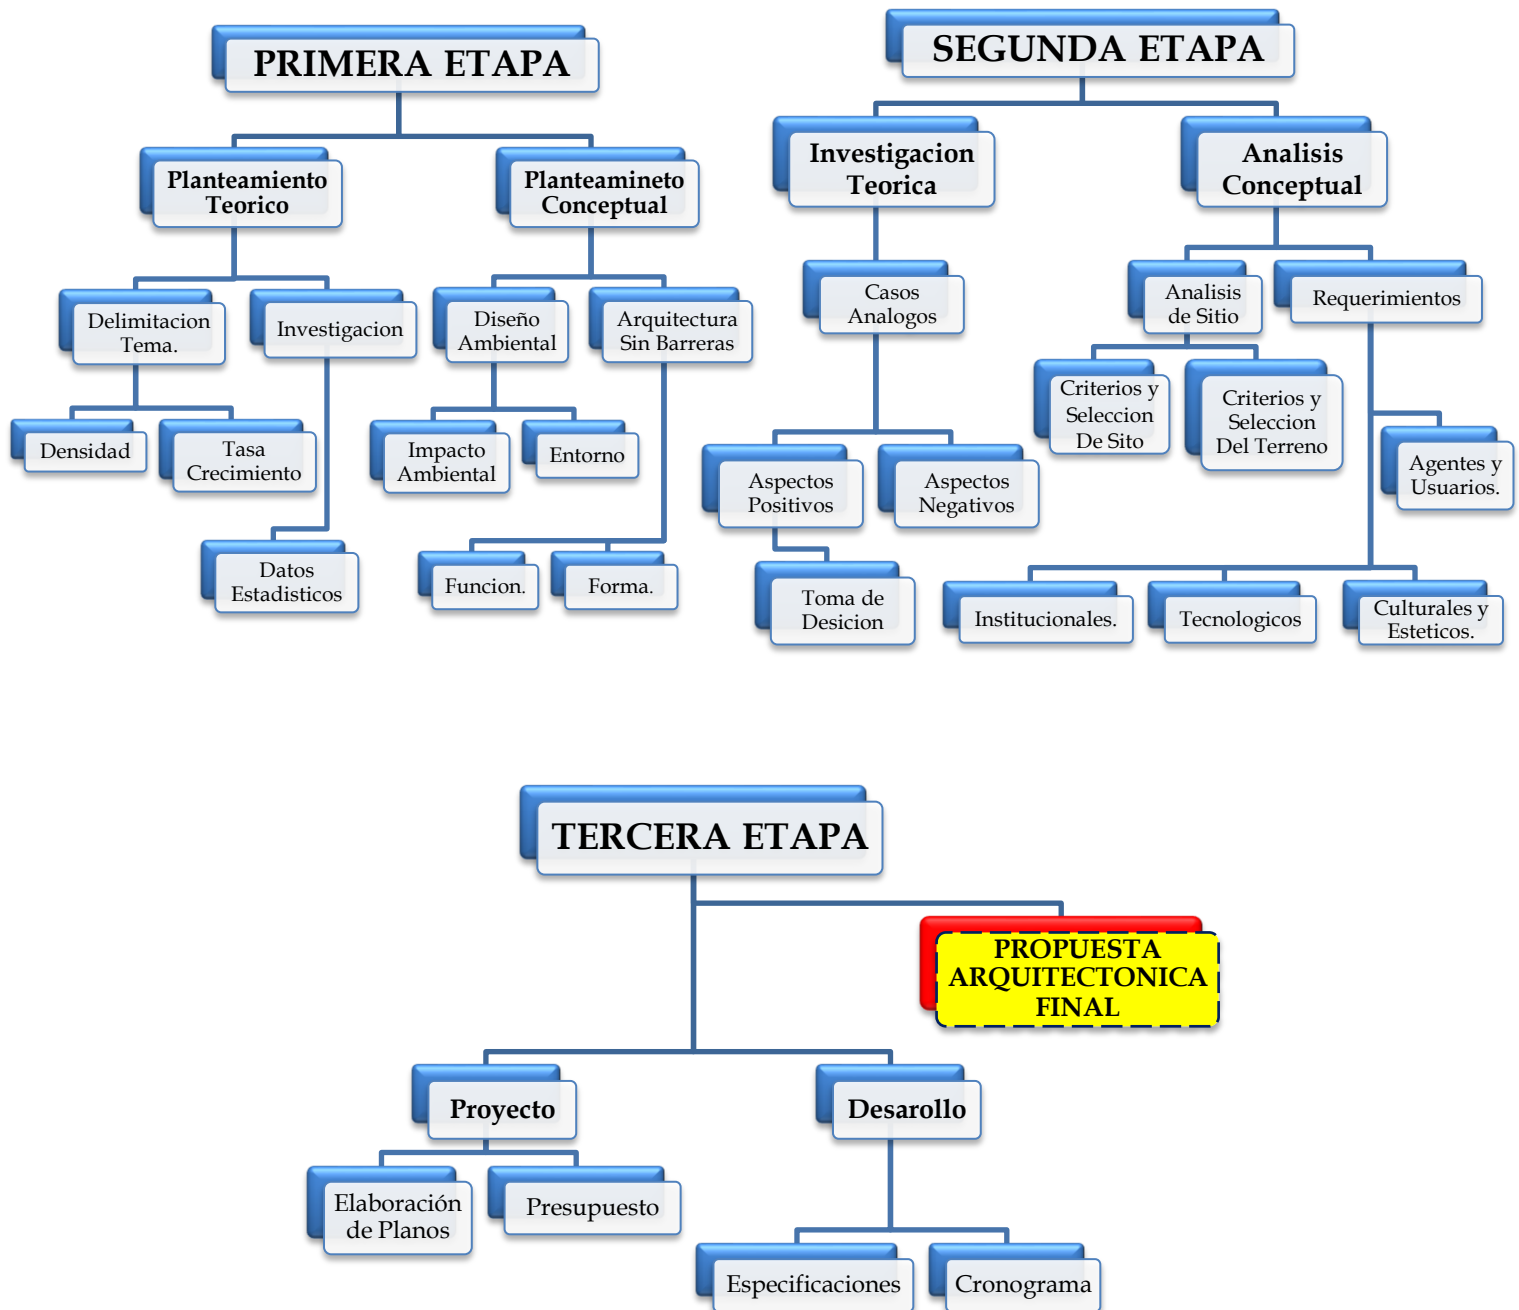 PRIMERA ETAPA
Planteamiento
Teorico
Planteamineto
Conceptual
Delimitacion
Tema.
Investigacion
Diseño
Ambiental
Arquitectura
Sin Barreras
Densidad
Tasa
Crecimiento
Impacto
Ambiental
Entorno
Datos
Estadisticos
Funcion.
Forma.
SEGUNDA ETAPA
Investigacion
Teorica
Analisis
Conceptual
Casos
Analogos
Analisis
de Sitio
Requerimientos
Criterios y
Seleccion
De Sito
Criterios y
Seleccion
Del Terreno
Agentes y
Usuarios.
Aspectos
Positivos
Aspectos
Negativos
Toma de
Desicion
Institucionales.
Tecnologicos
Culturales y
Esteticos.
TERCERA ETAPA
PROPUESTA
ARQUITECTONICA
FINAL
Proyecto
Desarollo
Elaboración
de Planos
Presupuesto
Especificaciones
Cronograma